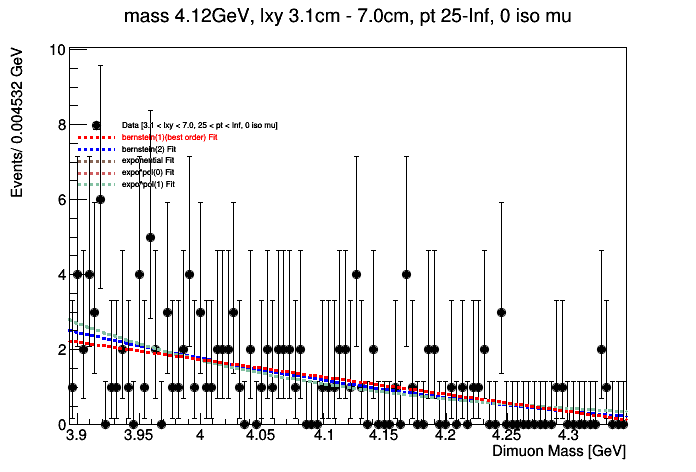 mass 4.12GeV, lxy 3.1cm - 7.0cm, pt 25-Inf, 0 iso mu
Events/ 0.004532 GeV
10
8
6
4
2
0
Data [3.1 < lxy < 7.0, 25 < pt < Inf, 0 iso mu]
bernstein(1)(best order) Fit
bernstein(2) Fit
exponential Fit
expo*pol(0) Fit
expo*pol(1) Fit
3.9 3.95 4 4.05 4.1 4.15 4.2 4.25 4.3
Dimuon Mass [GeV]